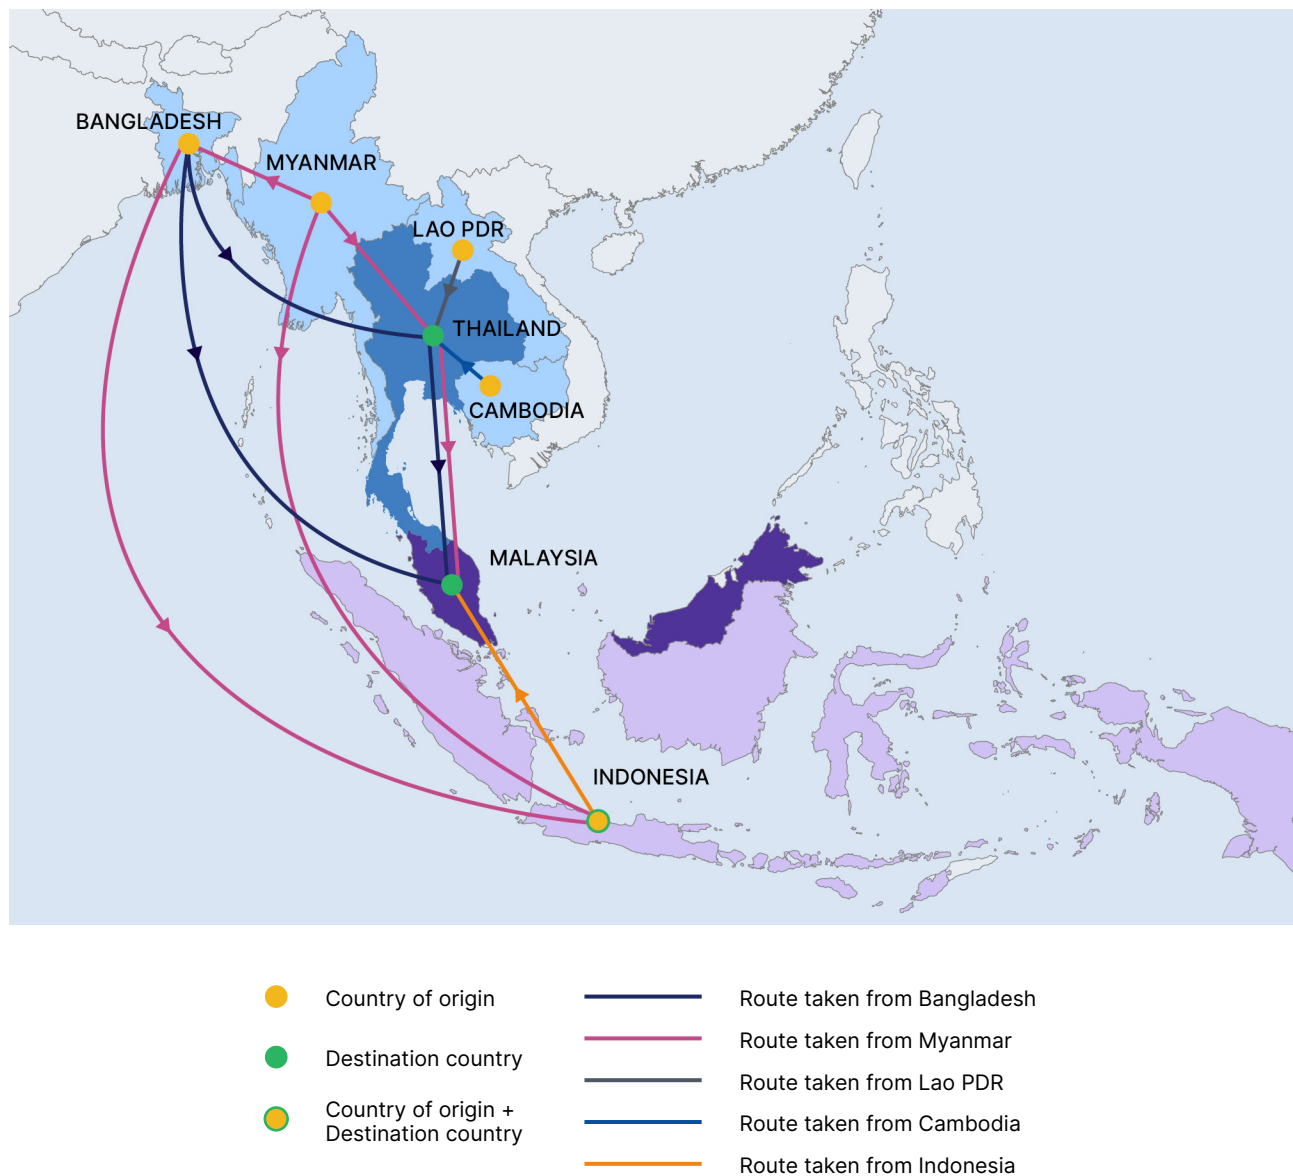 BANGLADESH
MYANMAR
LAO PDR
THAILAND
CAMBODIA
MALAYSIA
INDONESIA
Country of origin
Destination country
Country of origin +
Destination country
Route taken from Bangladesh
Route taken from Myanmar
Route taken from Lao PDR
Route taken from Cambodia
Route taken from Indonesia